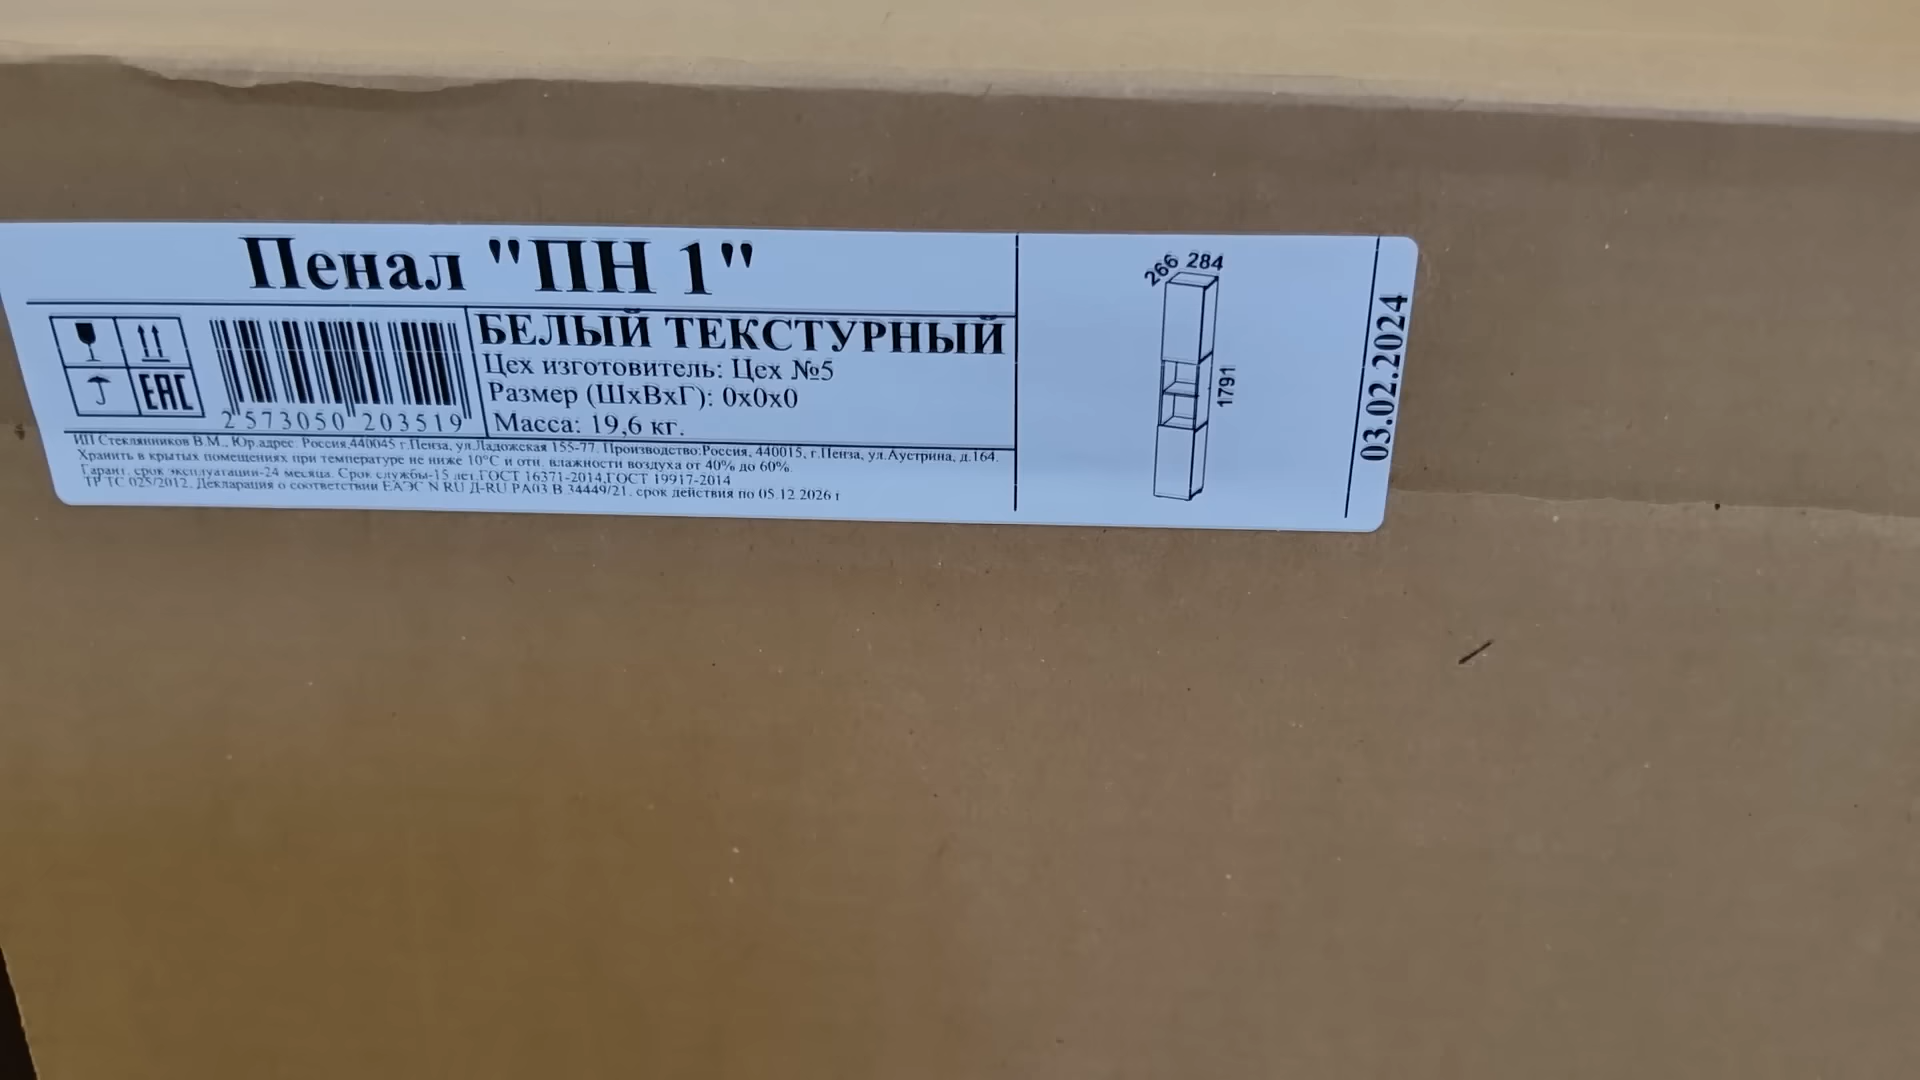 Пенал "ПН 1"
БЕЛЫЙ ТЕКСТУРНЫЙ
Цех изготовитель: Цех №5
Размер (ШхВхГ): 0х0х0
Масса: 19,6 кг.
EAC
2 573050 203519
ИП Стеклянников В.М., Юр.адрес: Россия,440045 г.Пенза, ул.Ладожская 155-77. Производство:Россия, 440015, г.Пенза, ул.Аустрина, д.164.
Хранить в крытых помещениях при температуре не ниже 10°С и отн. влажности воздуха от 40% до 60%.
Гарант. срок эксплуатации-24 месяца. Срок службы-15 лет.ГОСТ 16371-2014,ГОСТ 19917-2014
ТР ТС 025/2012. Декларация о соответствии ЕАЭС N RU Д-RU.РА03.В.34449/21. срок действия по 05.12.2026 г
266 284
1791
03.02.2024